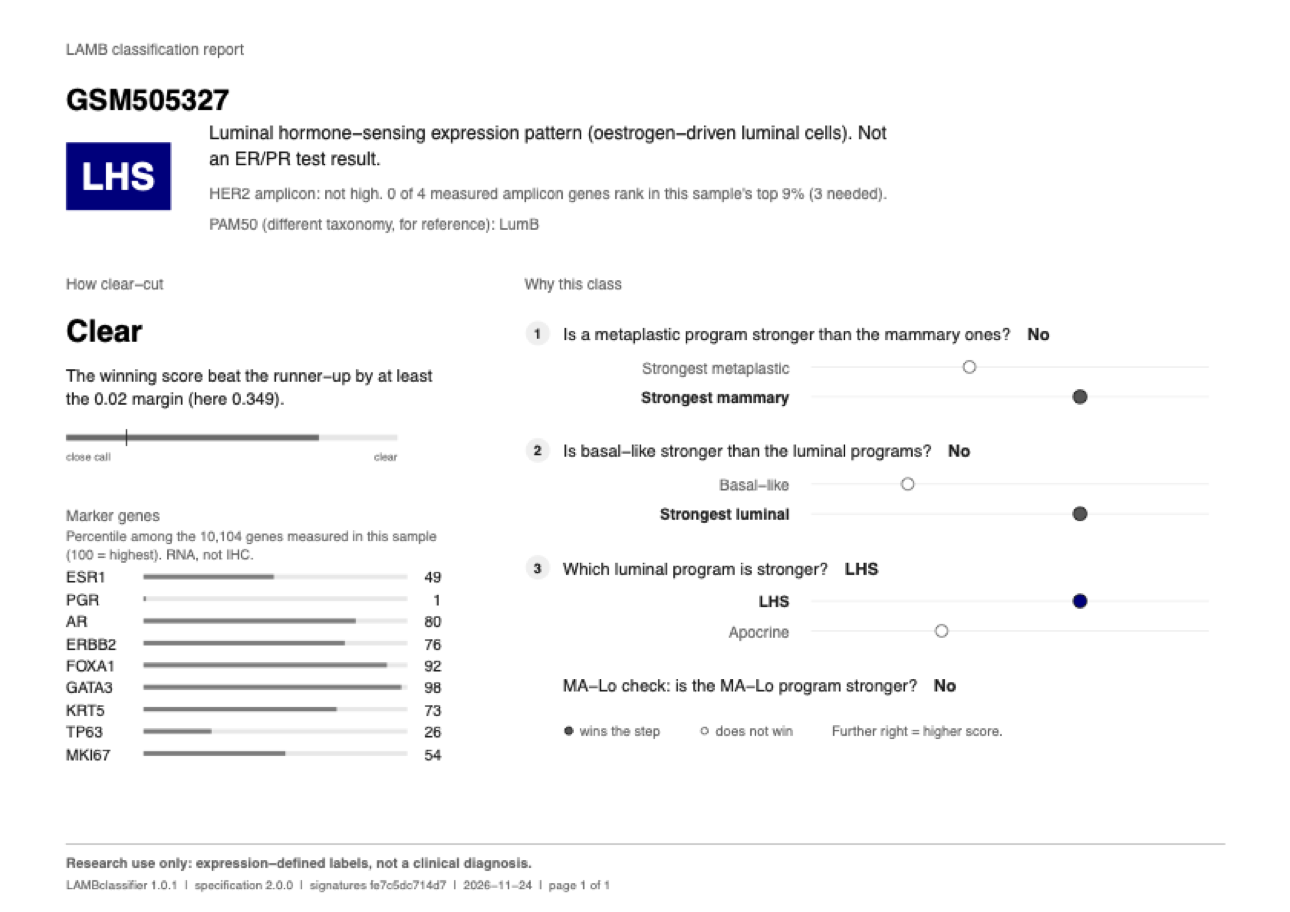 LAMB classification report
GSM505327
LHS
Luminal hormone–sensing expression pattern (oestrogen–driven luminal cells). Not
an ER/PR test result.
HER2 amplicon: not high. 0 of 4 measured amplicon genes rank in this sample's top 9% (3 needed).
PAM50 (different taxonomy, for reference): LumB
How clear–cut
Clear
The winning score beat the runner–up by at least
the 0.02 margin (here 0.349).
close call clear
Marker genes
Percentile among the 10,104 genes measured in this sample
(100 = highest). RNA, not IHC.
ESR1 49
PGR 1
AR 80
ERBB2 76
FOXA1 92
GATA3 98
KRT5 73
TP63 26
MKI67 54
Why this class
1 Is a metaplastic program stronger than the mammary ones? No
Strongest metaplastic
Strongest mammary
2 Is basal–like stronger than the luminal programs? No
Basal–like
Strongest luminal
3 Which luminal program is stronger? LHS
LHS
Apocrine
MA–Lo check: is the MA–Lo program stronger? No
wins the step does not win Further right = higher score.
Research use only: expression–defined labels, not a clinical diagnosis.
LAMBclassifier 1.0.1 | specification 2.0.0 | signatures fe7c5dc714d7 | 2026–11–24 | page 1 of 1